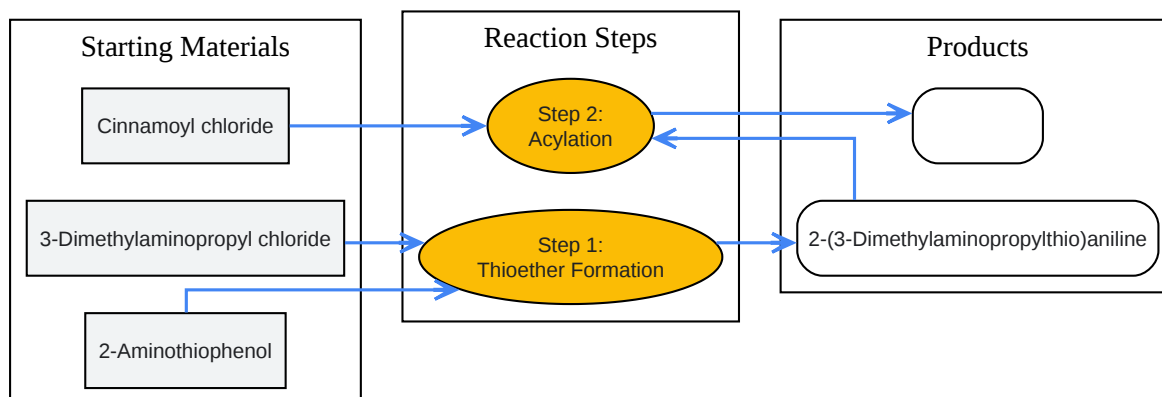 Starting Materials
Cinnamoyl chloride
3-Dimethylaminopropyl chloride
2-Aminothiophenol
Reaction Steps
Step 2:
Acylation
Step 1:
Thioether Formation
Products
2-(3-Dimethylaminopropylthio)aniline